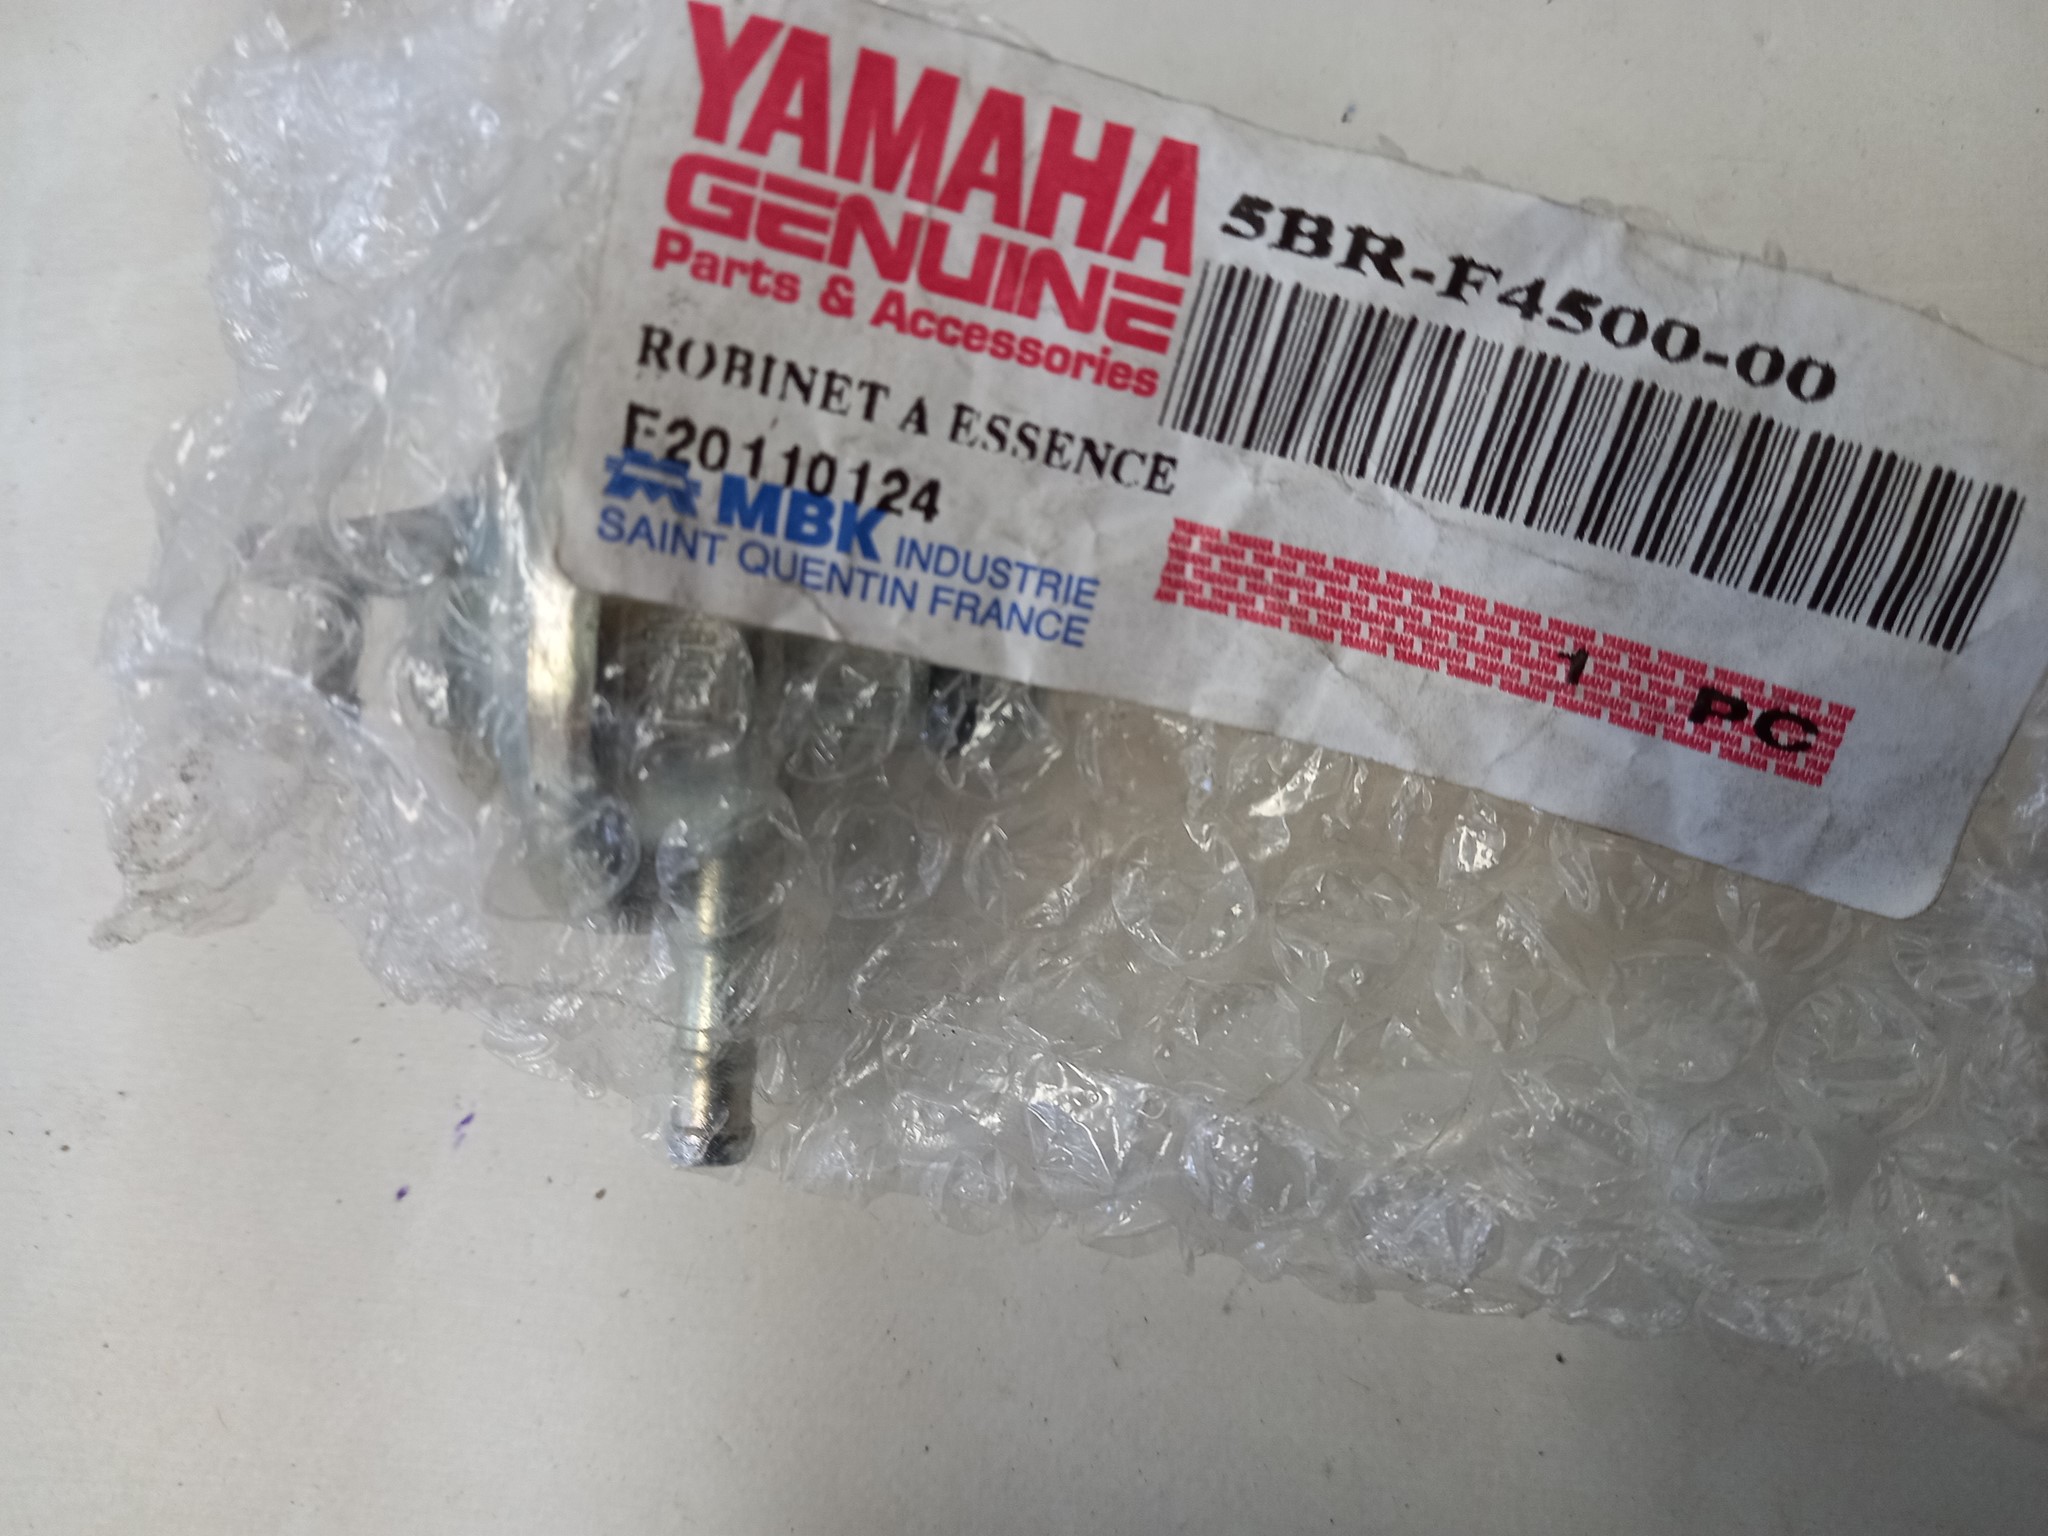 YAMAHA
GENUINE
Parts & Accessories
5BR-F4500-00
ROBINET A ESSENCE
E20110124
MBK INDUSTRIE
SAINT QUENTIN FRANCE
1 PC